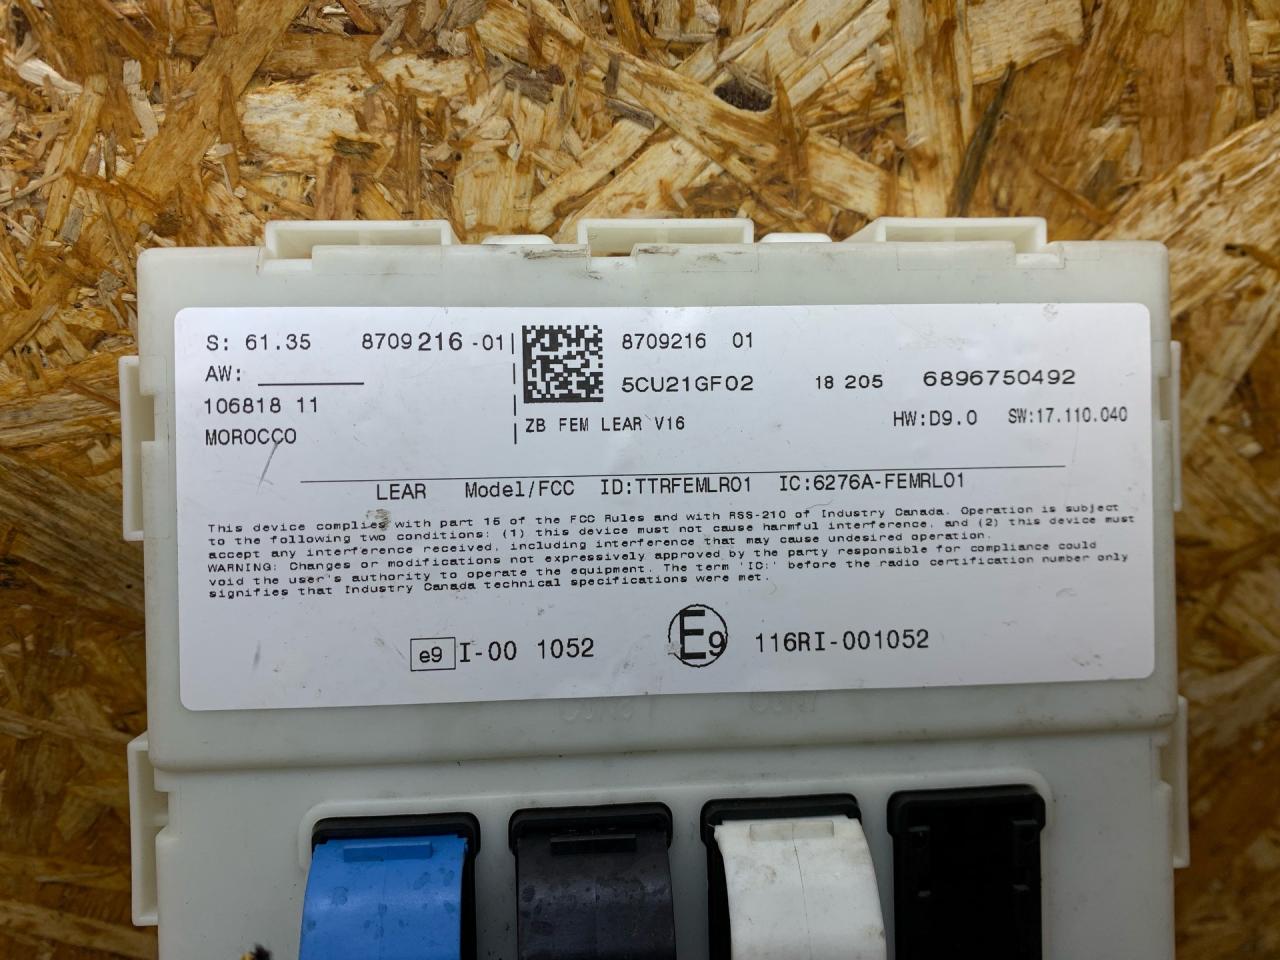 S: 61.35 8709216-01
AW:
106818 11
MOROCCO
8709216 01
5CU21GF02 18 205 6896750492
ZB FEM LEAR V16 HW:D9.0 SW:17.110.040
LEAR Model/FCC ID:TTRFEMLR01 IC:6276A-FEMRL01
This device complies with part 15 of the FCC Rules and with RSS-210 of Industry Canada. Operation is subject
to the following two conditions: (1) this device must not cause harmful interference, and (2) this device must
accept any interference received, including interference that may cause undesired operation.
WARNING: Changes or modifications not expressively approved by the party responsible for compliance could
void the user's authority to operate the equipment. The term 'IC:' before the radio certification number only
signifies that Industry Canada technical specifications were met.
e9 I-00 1052 E9 116RI-001052